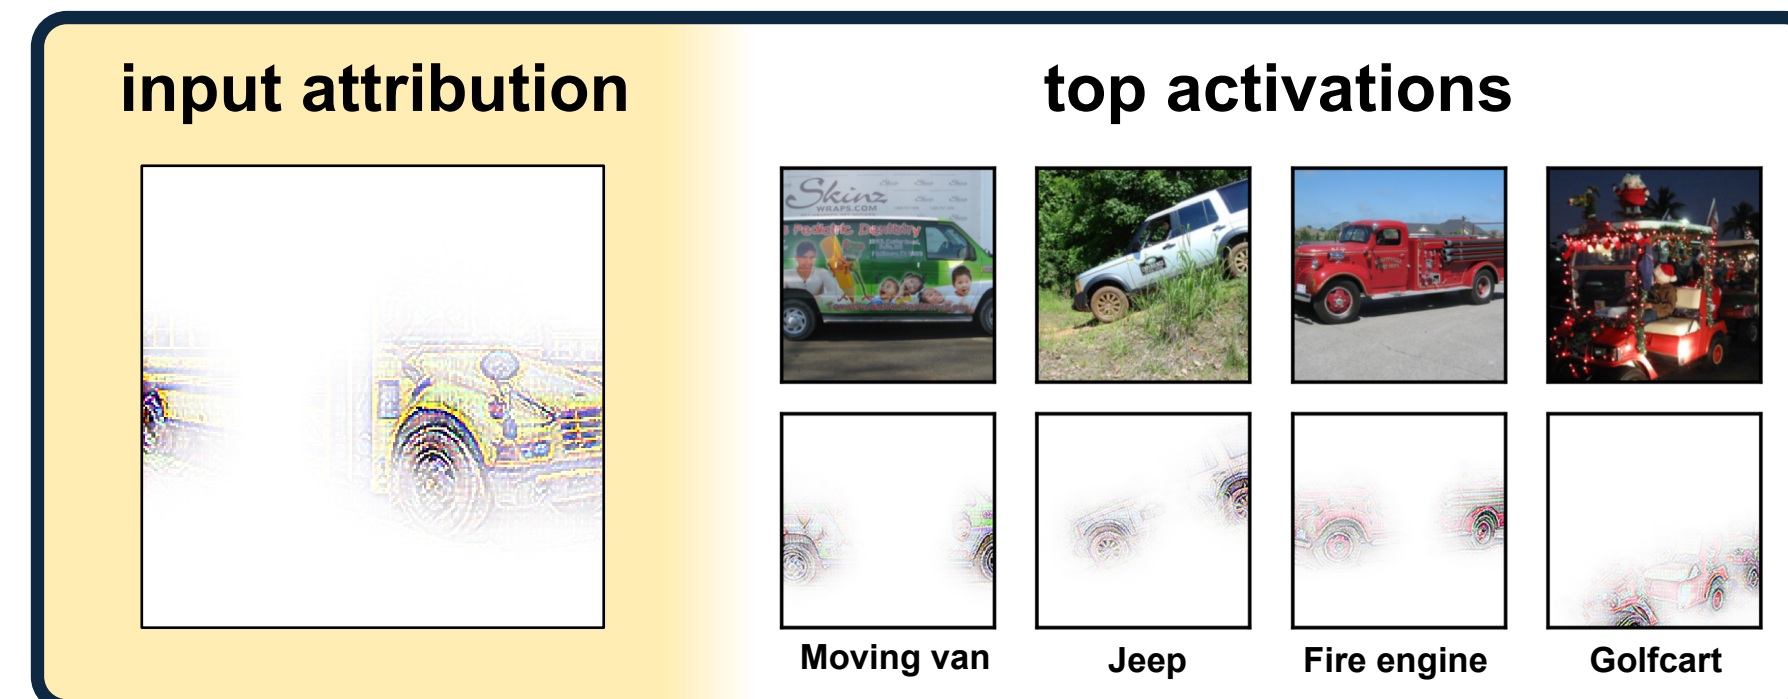 input attribution
top activations
Skinz
WRAPS.COM
Pediatric Dentistry
Moving van
Jeep
Fire engine
Golfcart